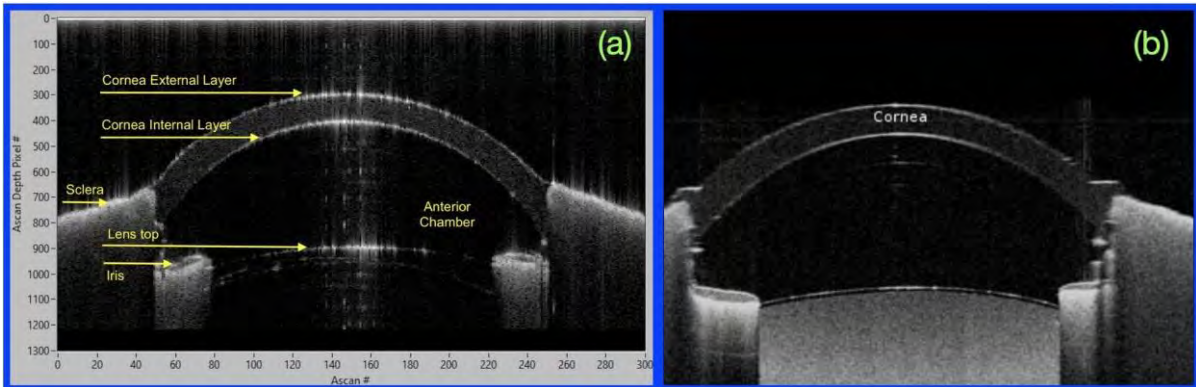 (a)
0
100
200
300
400
500
600
700
800
900
1000
1100
1200
1300
Ascan Depth Pixel #
Cornea External Layer
Cornea Internal Layer
Sclera
Anterior
Chamber
Lens top
Iris
0 20 40 60 80 100 120 140 160 180 200 220 240 260 280 300
Ascan #
(b)
Cornea